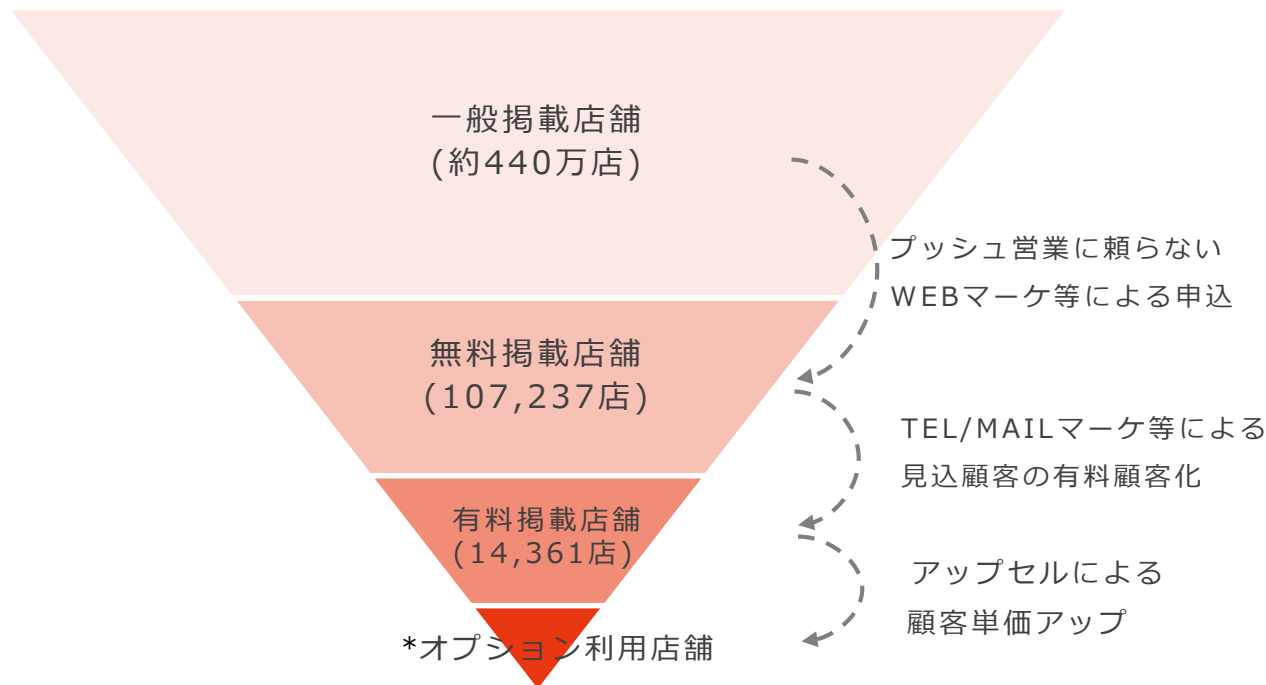 一般掲載店舗
(約440万店)
プッシュ営業に頼らない
WEBマーケ等による申込
無料掲載店舗
(107,237店)
TEL/MAILマーケ等による
見込顧客の有料顧客化
有料掲載店舗
(14,361店)
アップセルによる
顧客単価アップ
*オプション利用店舗